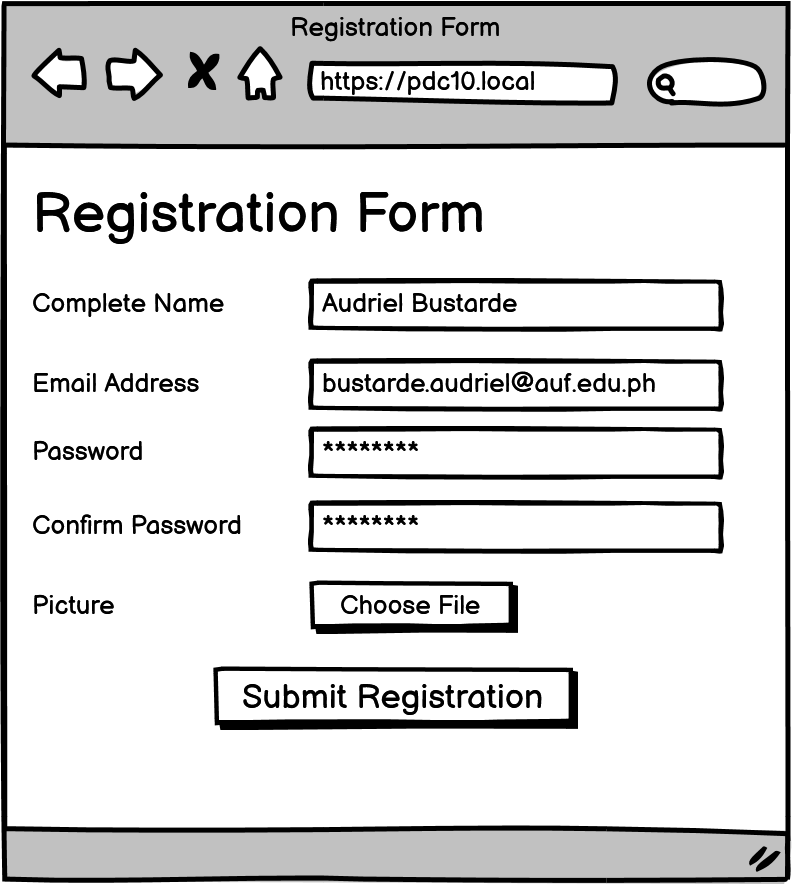 Registration Form
https://pdc10.local
Registration Form
Complete Name Audriel Bustarde
Email Address bustarde.audriel@auf.edu.ph
Password ********
Confirm Password ********
Picture Choose File
Submit Registration